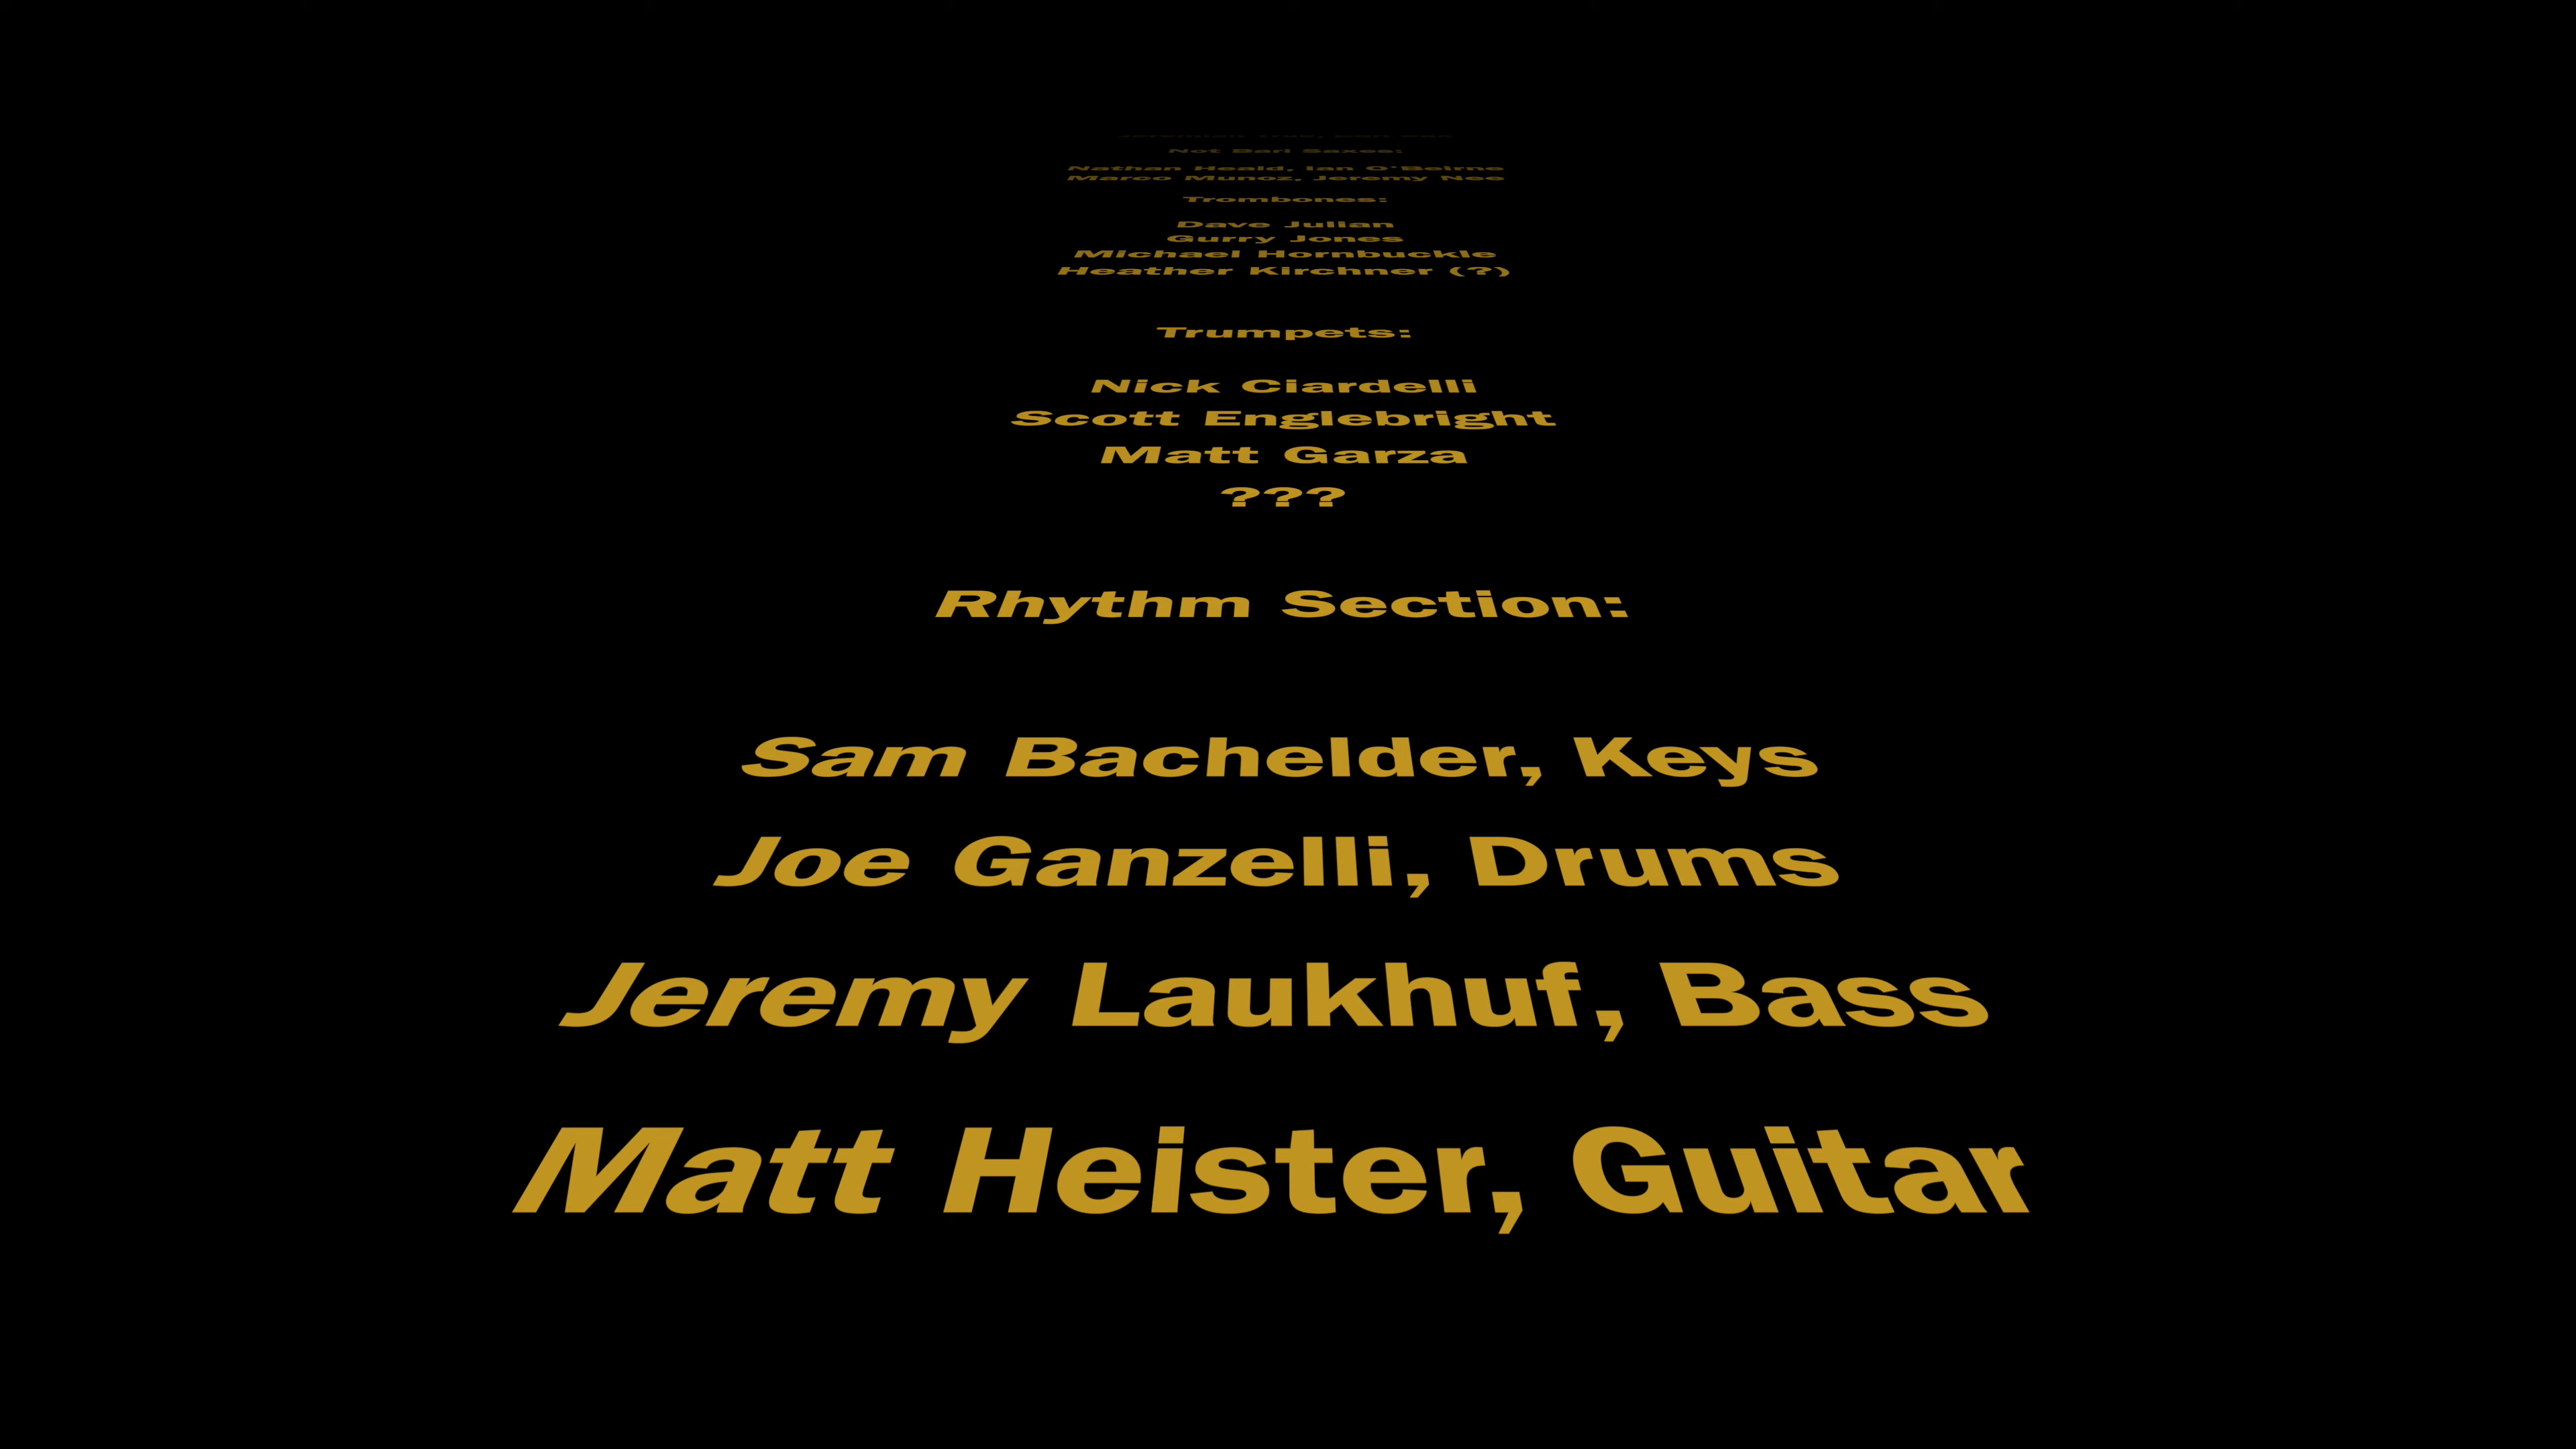 Not Bari Saxes:
Nathan Heald, Ian O'Beirne
Marco Munoz, Jeremy Nee
Trombones:
Dave Julian
Gurry Jones
Michael Hornbuckle
Heather Kirchner (?)
Trumpets:
Nick Ciardelli
Scott Englebright
Matt Garza
???
Rhythm Section:
Sam Bachelder, Keys
Joe Ganzelli, Drums
Jeremy Laukhuf, Bass
Matt Heister, Guitar